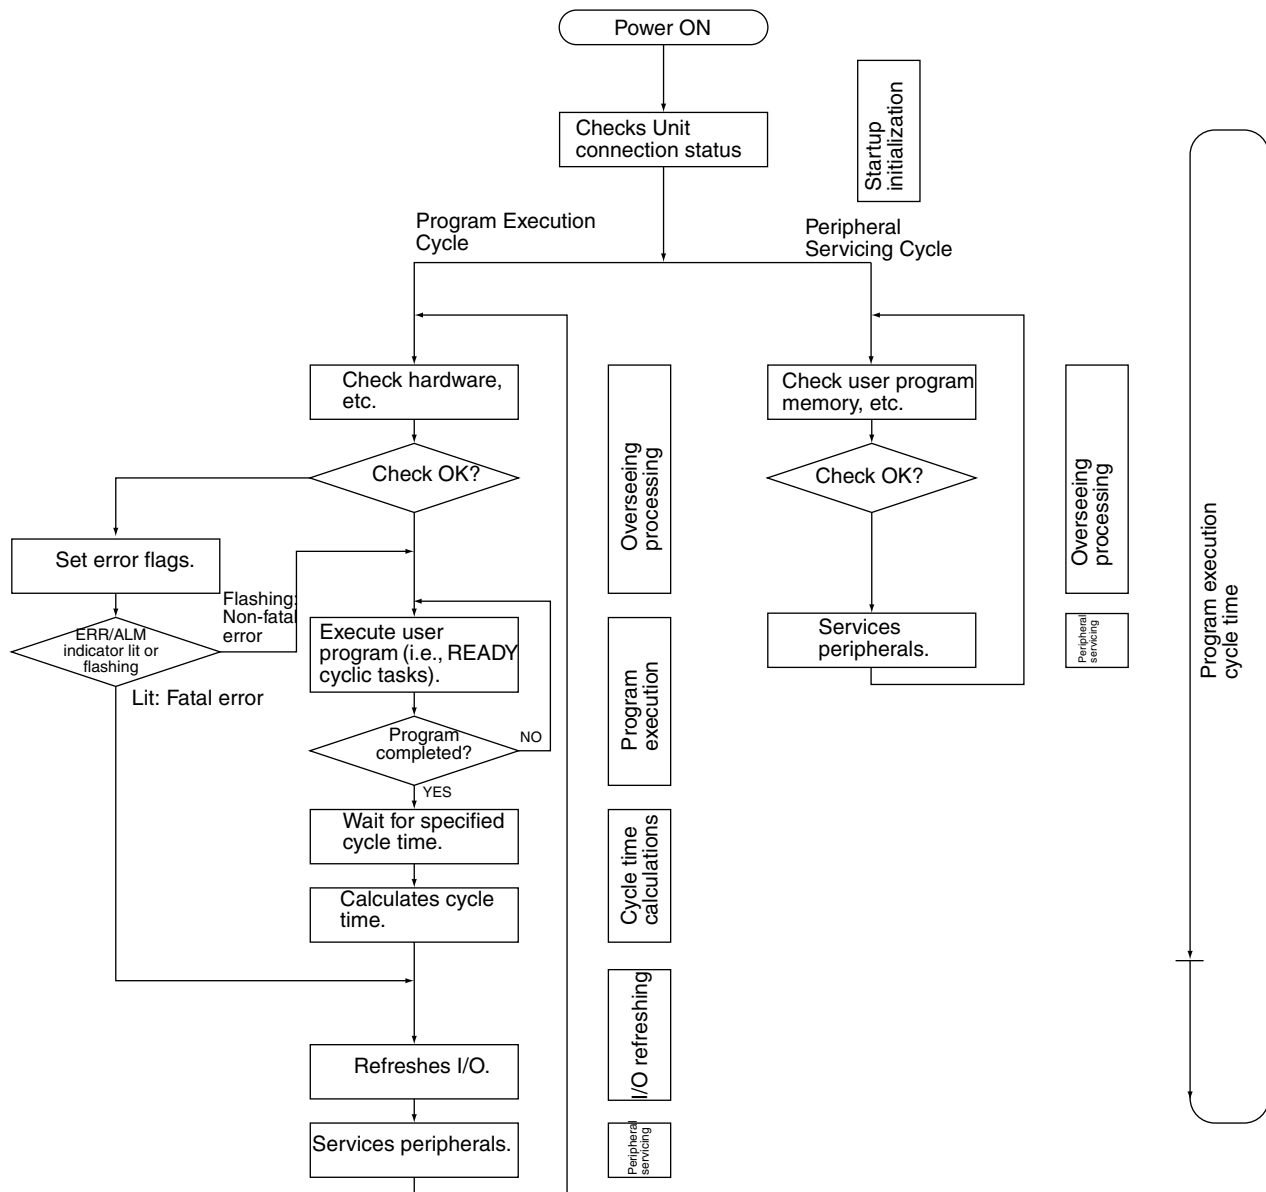 Power ON
Checks Unit
connection status
Startup
initialization
Program Execution
Cycle
Peripheral
Servicing Cycle
Check hardware,
etc.
Check OK?
Set error flags.
Flashing:
Non-fatal
error
ERR/ALM
indicator lit or
flashing
Lit: Fatal error
Execute user
program (i.e., READY
cyclic tasks).
Program
completed?
NO
YES
Wait for specified
cycle time.
Calculates cycle
time.
Refreshes I/O.
Services peripherals.
Overseeing
processing
Program
execution
Cycle time
calculations
I/O refreshing
Peripheral
servicing
Check user program
memory, etc.
Check OK?
Services
peripherals.
Overseeing
processing
Peripheral
servicing
Program execution
cycle time